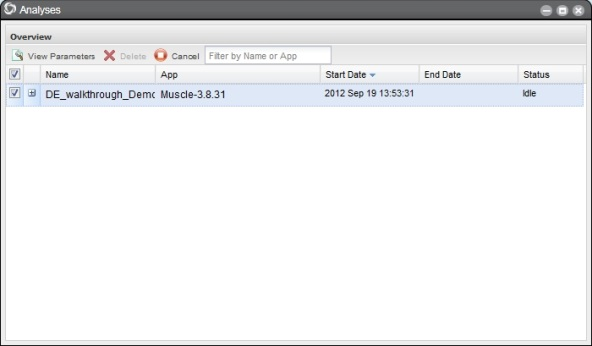 Analyses
Overview
View Parameters Delete Cancel Filter by Name or App
Name App Start Date End Date Status
DE_walkthrough_Demo Muscle-3.8.31 2012 Sep 19 13:53:31 Idle